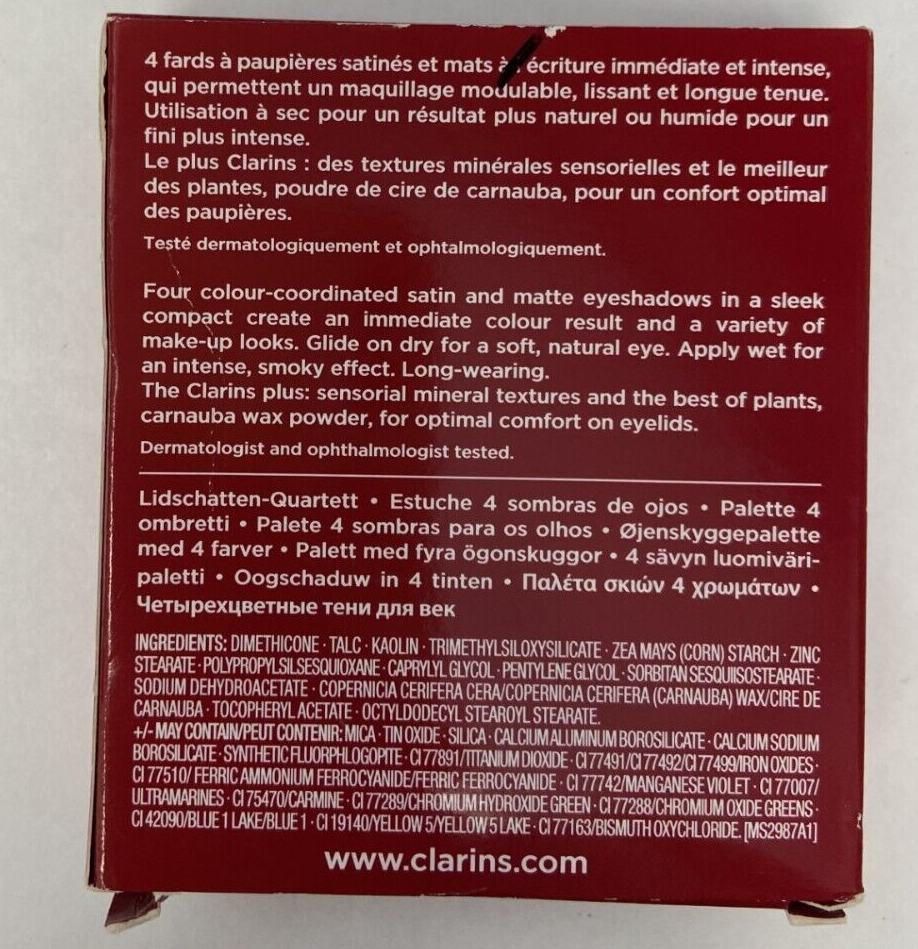 4 fards à paupières satinés et mats à écriture immédiate et intense,
qui permettent un maquillage modulable, lissant et longue tenue.
Utilisation à sec pour un résultat plus naturel ou humide pour un
fini plus intense.
Le plus Clarins : des textures minérales sensorielles et le meilleur
des plantes, poudre de cire de carnauba, pour un confort optimal
des paupières.
Testé dermatologiquement et ophtalmologiquement.
Four colour-coordinated satin and matte eyeshadows in a sleek
compact create an immediate colour result and a variety of
make-up looks. Glide on dry for a soft, natural eye. Apply wet for
an intense, smoky effect. Long-wearing.
The Clarins plus: sensorial mineral textures and the best of plants,
carnauba wax powder, for optimal comfort on eyelids.
Dermatologist and ophthalmologist tested.
Lidschatten-Quartett • Estuche 4 sombras de ojos • Palette 4
ombretti • Palete 4 sombras para os olhos • Øjenskyggepalette
med 4 farver • Palett med fyra ögonskuggor • 4 sävyn luomiväri-
paletti • Oogschaduw in 4 tinten • Παλέτα σκιών 4 χρωμάτων •
Четырехцветные тени для век
INGREDIENTS: DIMETHICONE · TALC · KAOLIN · TRIMETHYLSILOXYSILICATE · ZEA MAYS (CORN) STARCH · ZINC
STEARATE · POLYPROPYLSILSESQUIOXANE · CAPRYLYL GLYCOL · PENTYLENE GLYCOL · SORBITAN SESQUIISOSTEARATE ·
SODIUM DEHYDROACETATE · COPERNICIA CERIFERA CERA/COPERNICIA CERIFERA (CARNAUBA) WAX/CIRE DE
CARNAUBA · TOCOPHERYL ACETATE · OCTYLDODECYL STEAROYL STEARATE.
+/- MAY CONTAIN/PEUT CONTENIR: MICA · TIN OXIDE · SILICA · CALCIUM ALUMINUM BOROSILICATE · CALCIUM SODIUM
BOROSILICATE · SYNTHETIC FLUORPHLOGOPITE · CI 77891/TITANIUM DIOXIDE · CI 77491/CI 77492/CI 77499/IRON OXIDES ·
CI 77510/ FERRIC AMMONIUM FERROCYANIDE/FERRIC FERROCYANIDE · CI 77742/MANGANESE VIOLET · CI 77007/
ULTRAMARINES · CI 75470/CARMINE · CI 77289/CHROMIUM HYDROXIDE GREEN · CI 77288/CHROMIUM OXIDE GREENS ·
CI 42090/BLUE 1 LAKE/BLUE 1 · CI 19140/YELLOW 5/YELLOW 5 LAKE · CI 77163/BISMUTH OXYCHLORIDE. [MS2987A1]
www.clarins.com